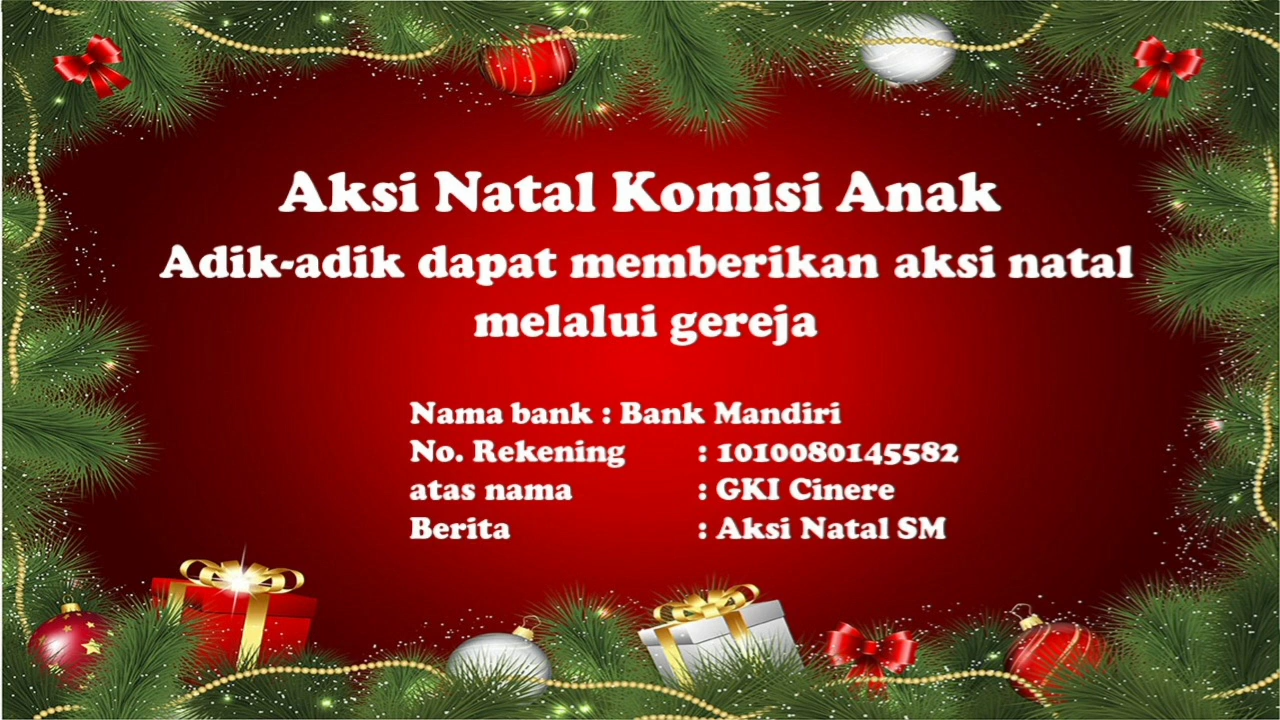 Aksi Natal Komisi Anak
Adik-adik dapat memberikan aksi natal
melalui gereja
Nama bank : Bank Mandiri
No. Rekening : 1010080145582
atas nama : GKI Cinere
Berita : Aksi Natal SM